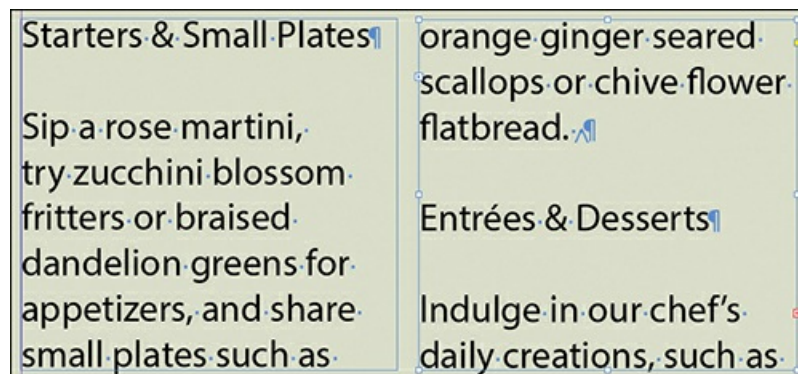 Starters & Small Plates
Sip a rose martini,
try zucchini blossom
fritters or braised
dandelion greens for
appetizers, and share
small plates such as
orange ginger seared
scallops or chive flower
flatbread.
Entrées & Desserts
Indulge in our chef’s
daily creations, such as